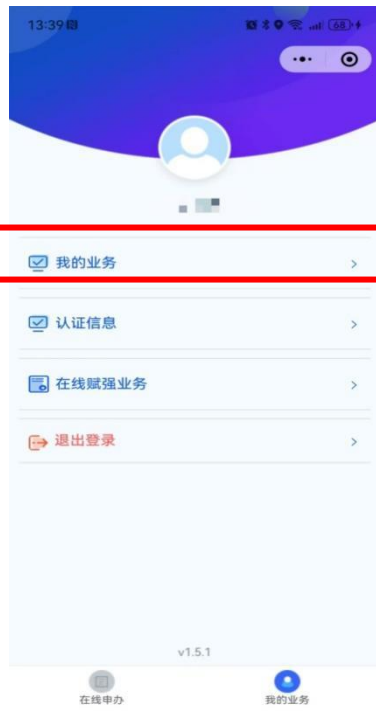 13:39
68
我的业务
认证信息
在线赋强业务
退出登录
v1.5.1
在线申办
我的业务